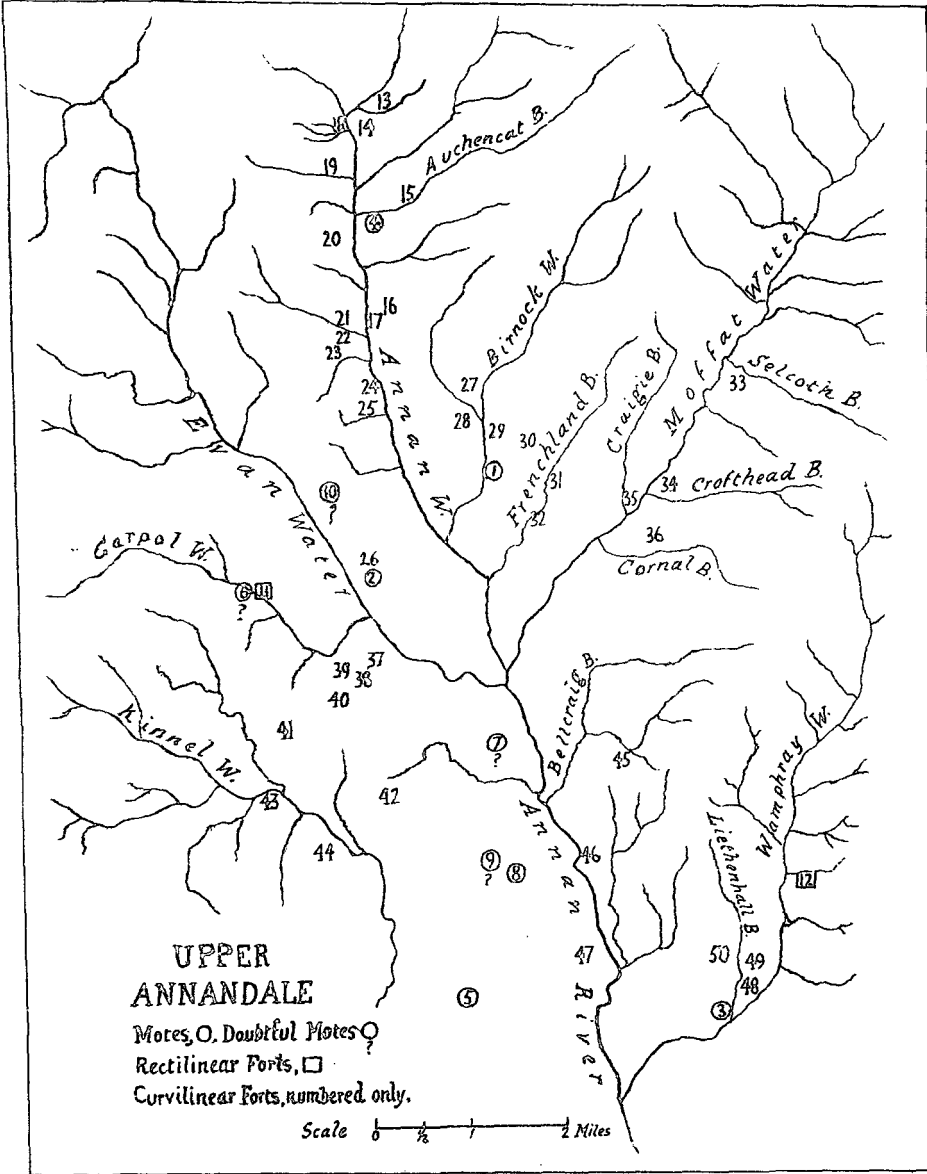 13
14
18
19
15
Auchencat B.
20
16
17
21
22
23
24
25
Annan W.
Birnock W.
27
28
29
1
30
Frenchland B.
31
32
Craigie B.
Moffat Water
33
Selcoth B.
34
Crofthead B.
35
36
Cornal B.
Evan Water
10
?
26
2
Garpol W.
6
?
11
37
38
39
40
41
Kinnel W.
43
44
42
7
?
Bellcraig B.
45
Annan River
46
9
?
8
47
5
Wamphray W.
Liethenhall B.
12
50
49
48
3
UPPER
ANNANDALE
Motes, O. Doubtful Motes O
?
Rectilinear Forts, □
Curvilinear Forts, numbered only.
Scale 0 ½ 1 2 Miles